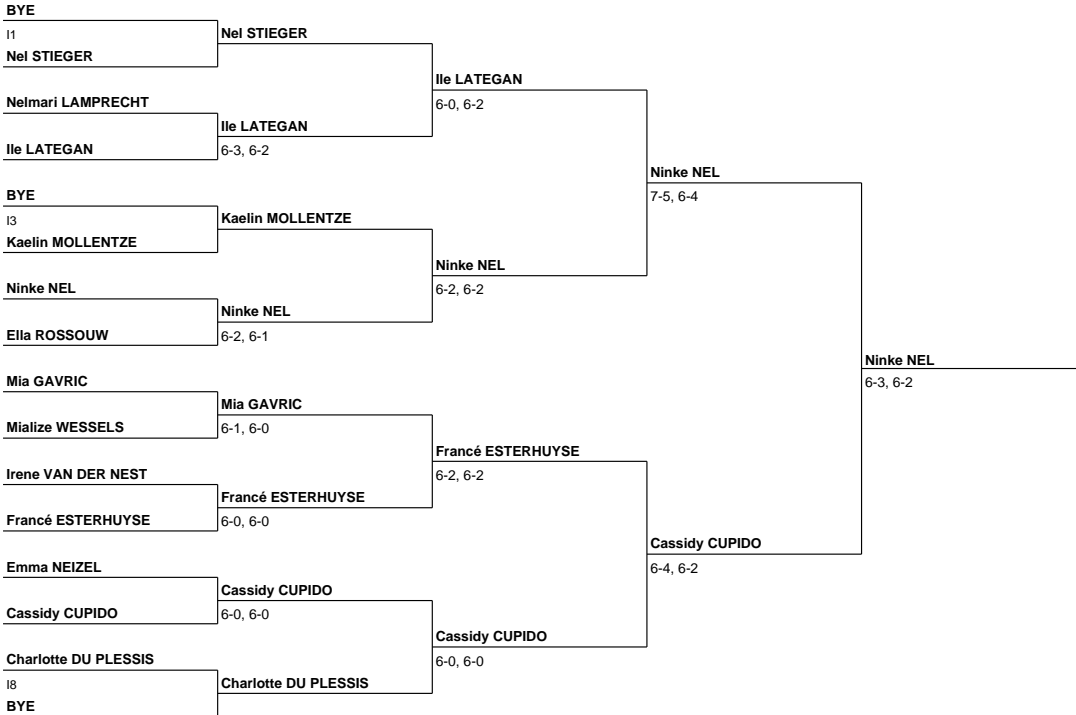 BYE
I1
Nel STIEGER
Nel STIEGER
Nelmari LAMPRECHT
Ile LATEGAN
Ile LATEGAN
6-3, 6-2
Ile LATEGAN
6-0, 6-2
BYE
I3
Kaelin MOLLENTZE
Kaelin MOLLENTZE
Ninke NEL
Ella ROSSOUW
Ninke NEL
6-2, 6-1
Ninke NEL
6-2, 6-2
Ninke NEL
7-5, 6-4
Mia GAVRIC
Mialize WESSELS
Mia GAVRIC
6-1, 6-0
Irene VAN DER NEST
Francé ESTERHUYSE
Francé ESTERHUYSE
6-0, 6-0
Francé ESTERHUYSE
6-2, 6-2
Emma NEIZEL
Cassidy CUPIDO
Cassidy CUPIDO
6-0, 6-0
Charlotte DU PLESSIS
I8
BYE
Charlotte DU PLESSIS
Cassidy CUPIDO
6-0, 6-0
Cassidy CUPIDO
6-4, 6-2
Ninke NEL
6-3, 6-2